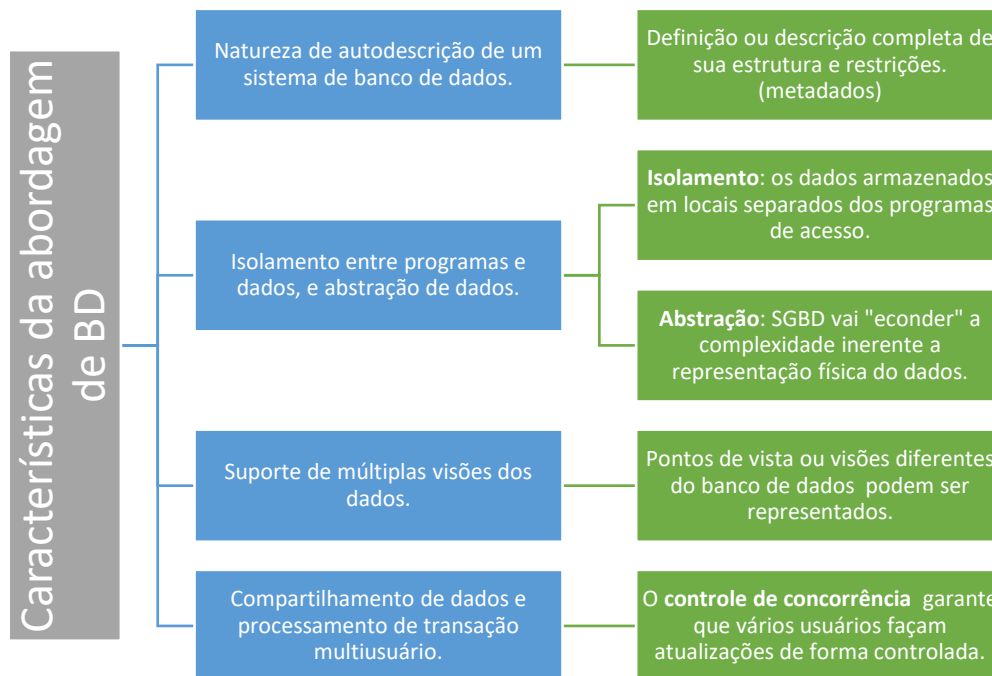 Características da abordagem
de BD
Natureza de autodescrição de um
sistema de banco de dados.
Definição ou descrição completa de
sua estrutura e restrições.
(metadados)
Isolamento entre programas e
dados, e abstração de dados.
Isolamento: os dados armazenados
em locais separados dos programas
de acesso.
Abstração: SGBD vai "econder" a
complexidade inerente a
representação física do dados.
Suporte de múltiplas visões dos
dados.
Pontos de vista ou visões diferentes
do banco de dados podem ser
representados.
Compartilhamento de dados e
processamento de transação
multiusuário.
O controle de concorrência garante
que vários usuários façam
atualizações de forma controlada.